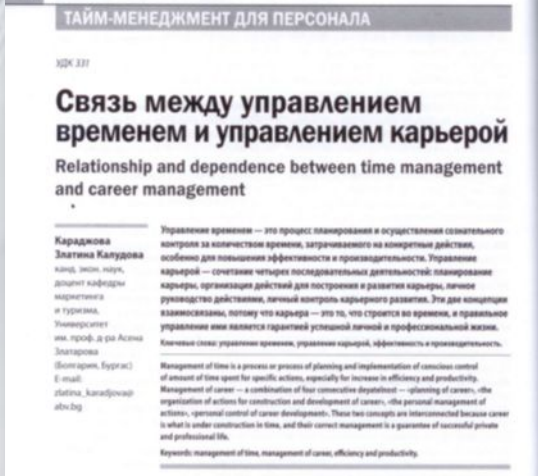 ТАЙМ-МЕНЕДЖМЕНТ ДЛЯ ПЕРСОНАЛА
УДК 331
Связь между управлением
временем и управлением карьерой
Relationship and dependence between time management
and career management
Караджова
Златина Калудова
канд. экон. наук,
доцент кафедры
маркетинга
и туризма,
Университет
им. проф. д-ра Асена
Златарова
(Болгария, Бургас)
E-mail:
zlatina_karadjova@
abv.bg
Управление временем — это процесс планирования и осуществления сознательного
контроля за количеством времени, затрачиваемого на конкретные действия,
особенно для повышения эффективности и производительности. Управление
карьерой — сочетание четырех последовательных деятельностей: планирование
карьеры, организация действий для построения и развития карьеры, личное
руководство действиями, личный контроль карьерного развития. Эти две концепции
взаимосвязаны, потому что карьера — это то, что строится во времени, и правильное
управление ими является гарантией успешной личной и профессиональной жизни.
Ключевые слова: управление временем, управление карьерой, эффективность и производительность.
Management of time is a process or process of planning and implementation of conscious control
of amount of time spent for specific actions, especially for increase in efficiency and productivity.
Management of career — a combination of four consecutive deyatelnost — «planning of career», «the
organization of actions for construction and development of career», «the personal management of
actions», «personal control of career development». These two concepts are interconnected because career
is what is under construction in time, and their correct management is a guarantee of successful private
and professional life.
Keywords: management of time, management of career, efficiency and productivity.